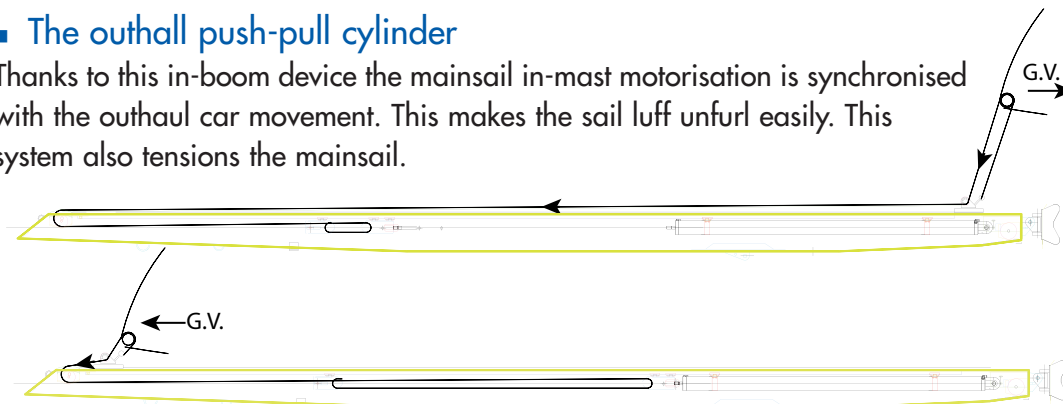 The outhall push-pull cylinder
Thanks to this in-boom device the mainsail in-mast motorisation is synchronised
with the outhaul car movement. This makes the sail luff unfurl easily. This
system also tensions the mainsail.
G.V.
G.V.